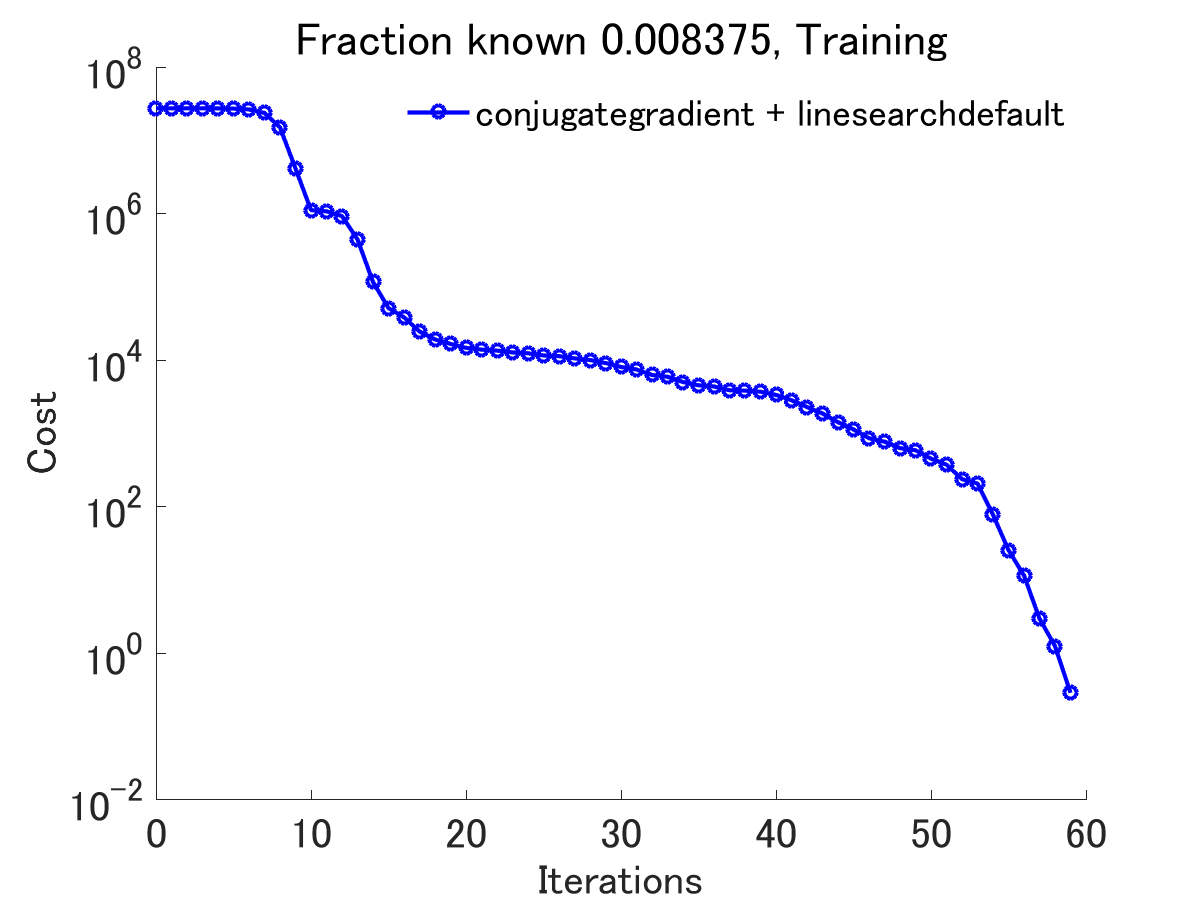 Fraction known 0.008375, Training
conjugategradient + linesearchdefault
Cost
10^8
10^6
10^4
10^2
10^0
10^-2
0 10 20 30 40 50 60
Iterations